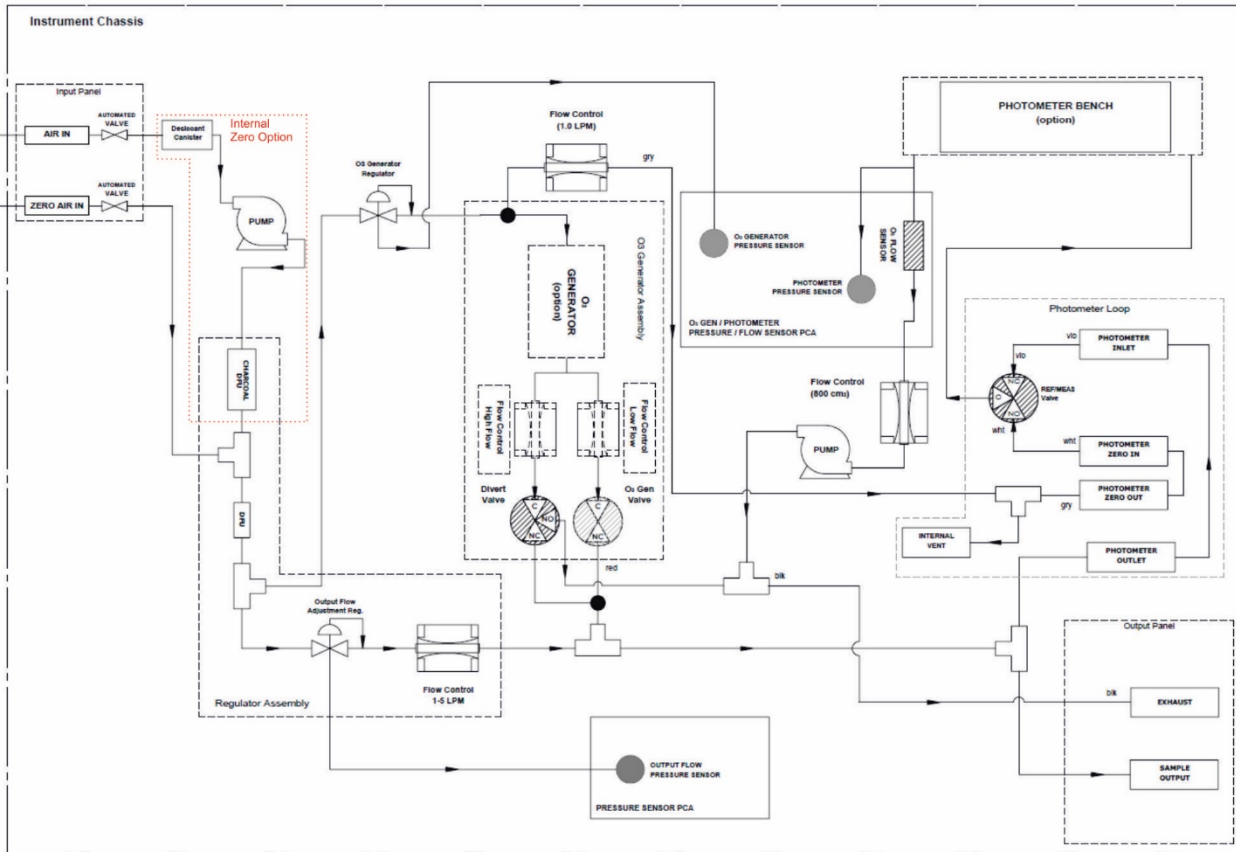 Instrument Chassis
Input Panel
AUTOMATED
VALVE
AIR IN
AUTOMATED
VALVE
ZERO AIR IN
Desiccant
Canister
Internal
Zero Option
PUMP
CHARCOAL
DFU
DFU
Regulator Assembly
Output Flow
Adjustment Reg.
Flow Control
1-5 LPM
O3 Generator
Regulator
Flow Control
(1.0 LPM)
gry
O3 Generator Assembly
O₃
GENERATOR
(option)
Flow Control
High Flow
Flow Control
Low Flow
Divert
Valve
O₃ Gen
Valve
C
NO
NC
C
NC
red
O₃ GENERATOR
PRESSURE SENSOR
O₃ FLOW
SENSOR
PHOTOMETER
PRESSURE SENSOR
O₃ GEN / PHOTOMETER
PRESSURE / FLOW SENSOR PCA
PHOTOMETER BENCH
(option)
Flow Control
(800 cm₃)
PUMP
blk
Photometer Loop
vlo
PHOTOMETER
INLET
vlo
NC
C
NO
REF/MEAS
Valve
wht
wht
PHOTOMETER
ZERO IN
PHOTOMETER
ZERO OUT
gry
INTERNAL
VENT
PHOTOMETER
OUTLET
Output Panel
blk
EXHAUST
SAMPLE
OUTPUT
OUTPUT FLOW
PRESSURE SENSOR
PRESSURE SENSOR PCA